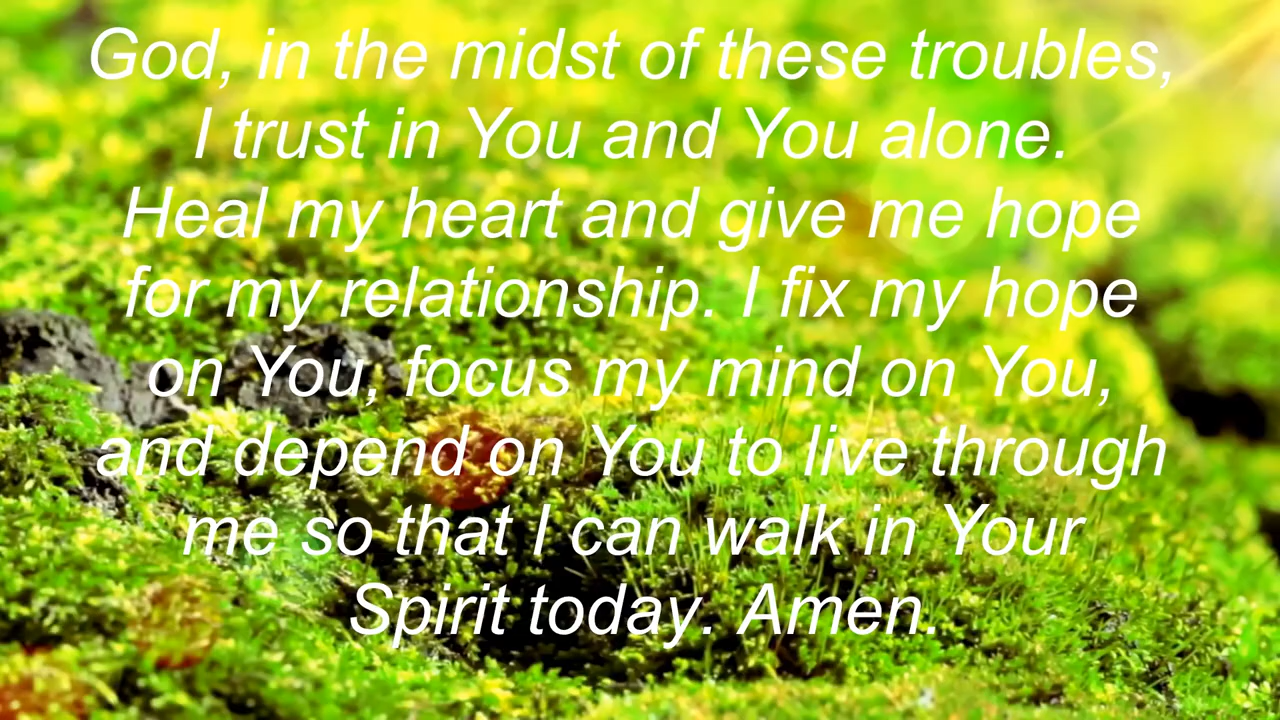 God, in the midst of these troubles,
I trust in You and You alone.
Heal my heart and give me hope
for my relationship. I fix my hope
on You, focus my mind on You,
and depend on You to live through
me so that I can walk in Your
Spirit today. Amen.